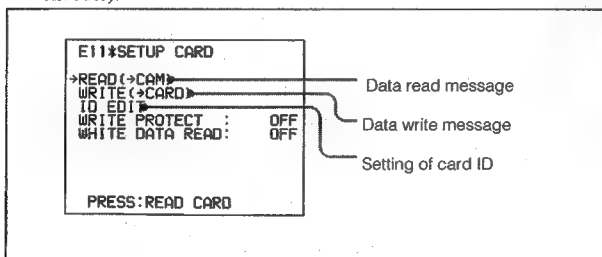 E11*SETUP CARD
→READ(→CAM)
WRITE(→CARD)
ID EDIT
WRITE PROTECT : OFF
WHITE DATA READ: OFF
PRESS:READ CARD
Data read message
Data write message
Setting of card ID